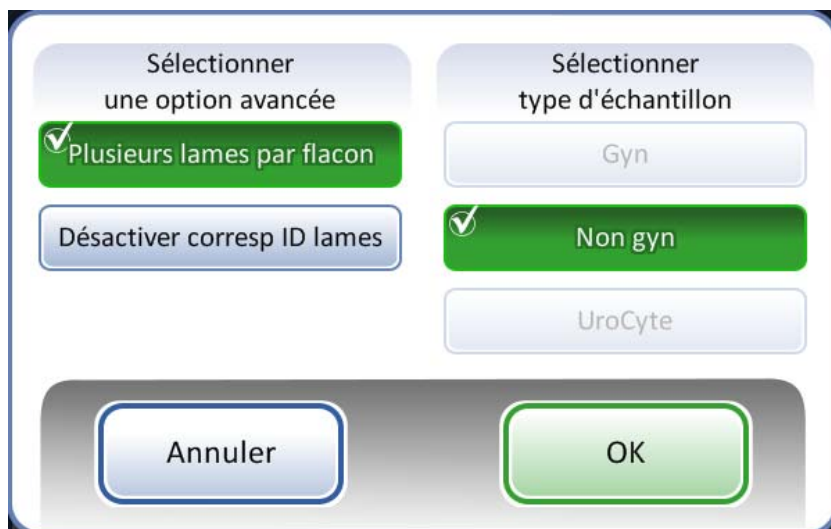 Sélectionner
une option avancée
Plusieurs lames par flacon
Désactiver corresp ID lames
Sélectionner
type d'échantillon
Gyn
Non gyn
UroCyte
Annuler
OK